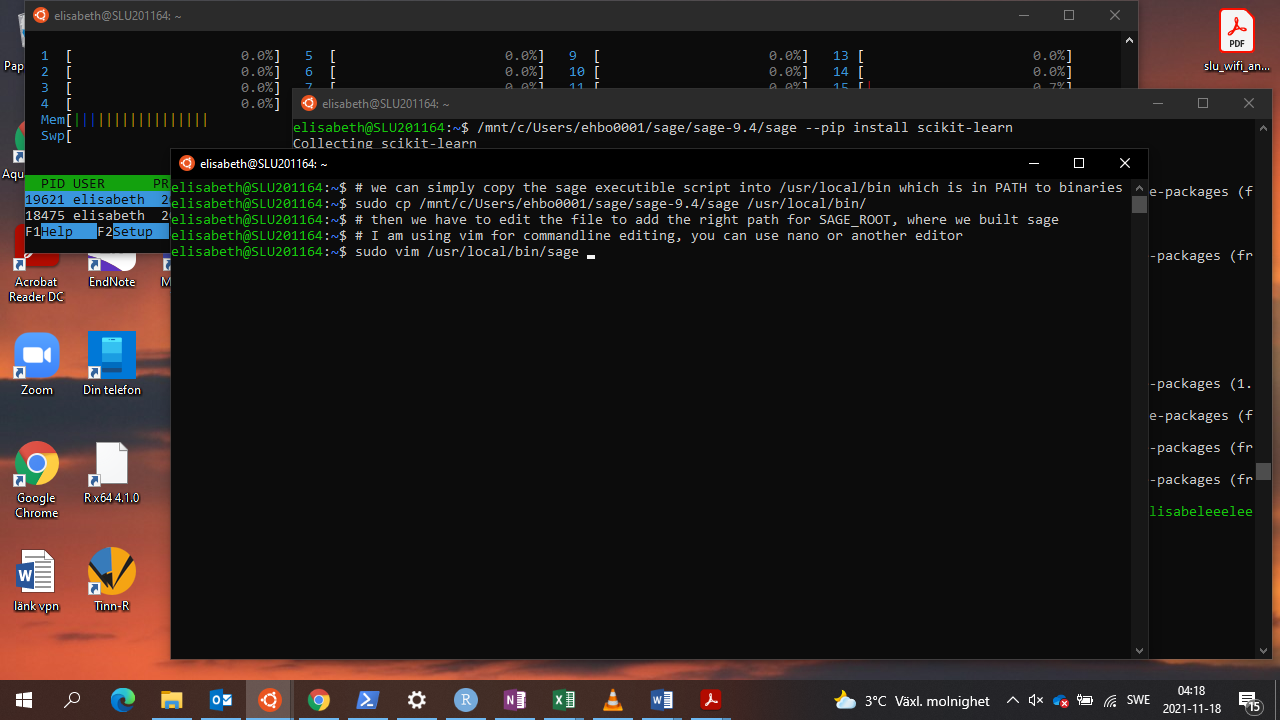 elisabeth@SLU201164: ~
1 [ 0.0%] 5 [ 0.0%] 9 [ 0.0%] 13 [ 0.0%]
2 [ 0.0%] 6 [ 0.0%] 10 [ 0.0%] 14 [ 0.0%]
3 [ 0.0%] 7 [ 0.0%] 11 [ 0.0%] 15 [| 0.7%]
4 [ 0.0%]
Mem[|||||||||||||||||
Swp[
PID USER PR
19621 elisabeth 2
18475 elisabeth 20
F1Help F2Setup
elisabeth@SLU201164: ~
elisabeth@SLU201164:~$ /mnt/c/Users/ehbo0001/sage/sage-9.4/sage --pip install scikit-learn
Collecting scikit-learn
e-packages (f
-packages (fr
-packages (1.
e-packages (f
-packages (fr
-packages (fr
lisabeleeelee
elisabeth@SLU201164: ~
elisabeth@SLU201164:~$ # we can simply copy the sage executible script into /usr/local/bin which is in PATH to binaries
elisabeth@SLU201164:~$ sudo cp /mnt/c/Users/ehbo0001/sage/sage-9.4/sage /usr/local/bin/
elisabeth@SLU201164:~$ # then we have to edit the file to add the right path for SAGE_ROOT, where we built sage
elisabeth@SLU201164:~$ # I am using vim for commandline editing, you can use nano or another editor
elisabeth@SLU201164:~$ sudo vim /usr/local/bin/sage
PDF
slu_wifi_an...
Pap
Aqu
Acrobat
Reader DC
EndNote
M
Zoom
Din telefon
Google
Chrome
R x64 4.1.0
länk vpn
Tinn-R
3°C Växl. molnighet
SWE
04:18
2021-11-18
15